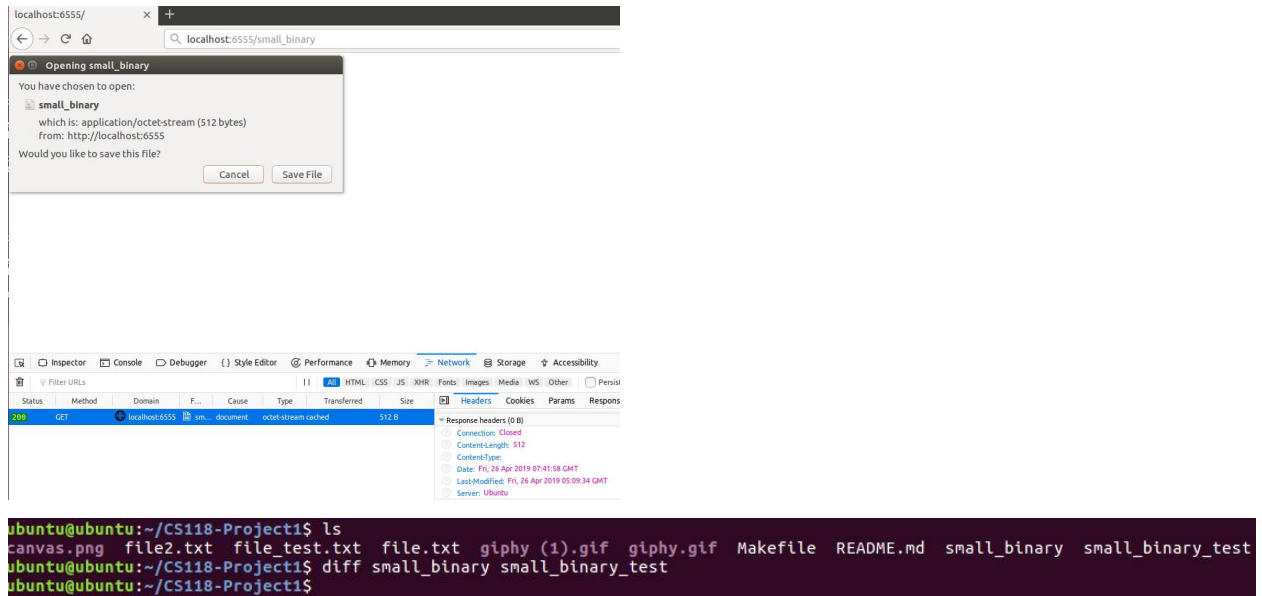 localhost:6555/ × +
localhost:6555/small_binary
Opening small_binary
You have chosen to open:
small_binary
which is: application/octet-stream (512 bytes)
from: http://localhost:6555
Would you like to save this file?
Cancel Save File
Inspector Console Debugger {} Style Editor Performance Memory Network Storage Accessibility
Filter URLs All HTML CSS JS XHR Fonts Images Media WS Other Persist
Status Method Domain F... Cause Type Transferred Size Headers Cookies Params Respons
200 GET localhost:6555 sm... document octet-stream cached 512 B Response headers (0 B)
Connection: Closed
Content-Length: 512
Content-Type:
Date: Fri, 26 Apr 2019 07:41:58 GMT
Last-Modified: Fri, 26 Apr 2019 05:09:34 GMT
Server: Ubuntu
ubuntu@ubuntu:~/CS118-Project1$ ls
canvas.png file2.txt file_test.txt file.txt giphy (1).gif giphy.gif Makefile README.md small_binary small_binary_test
ubuntu@ubuntu:~/CS118-Project1$ diff small_binary small_binary_test
ubuntu@ubuntu:~/CS118-Project1$